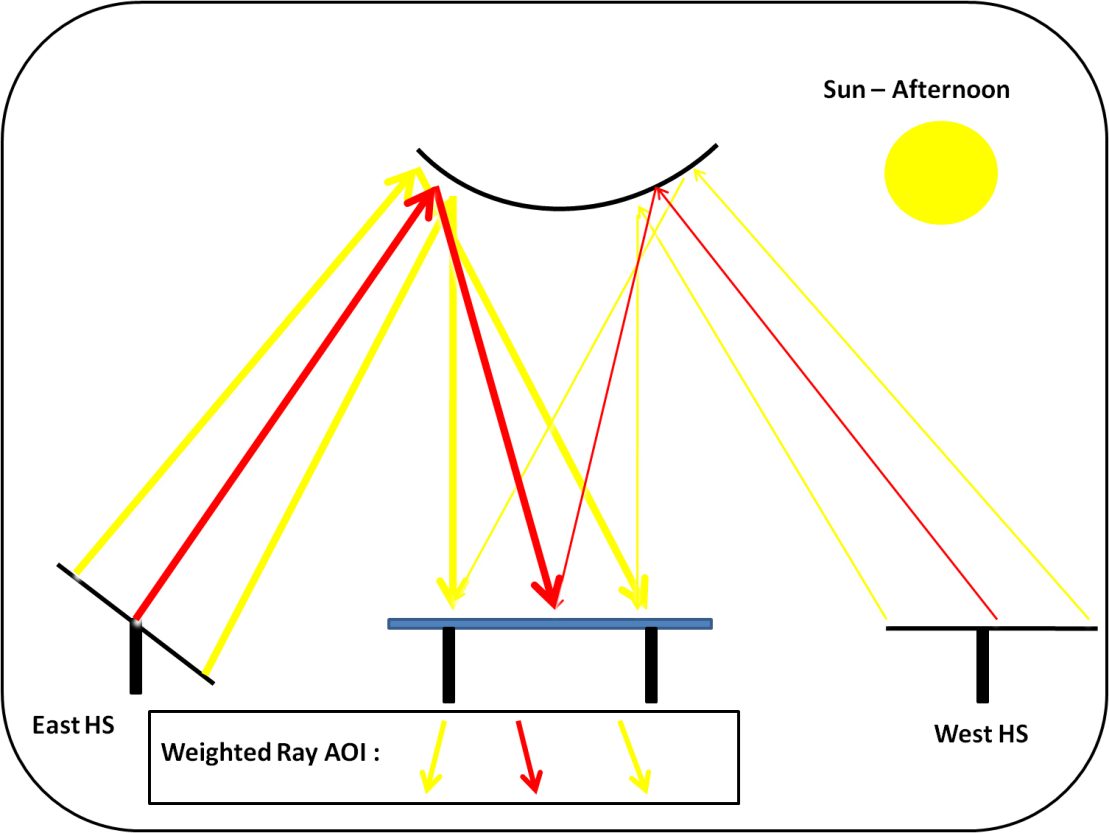 Sun – Afternoon
East HS
West HS
Weighted Ray AOI :